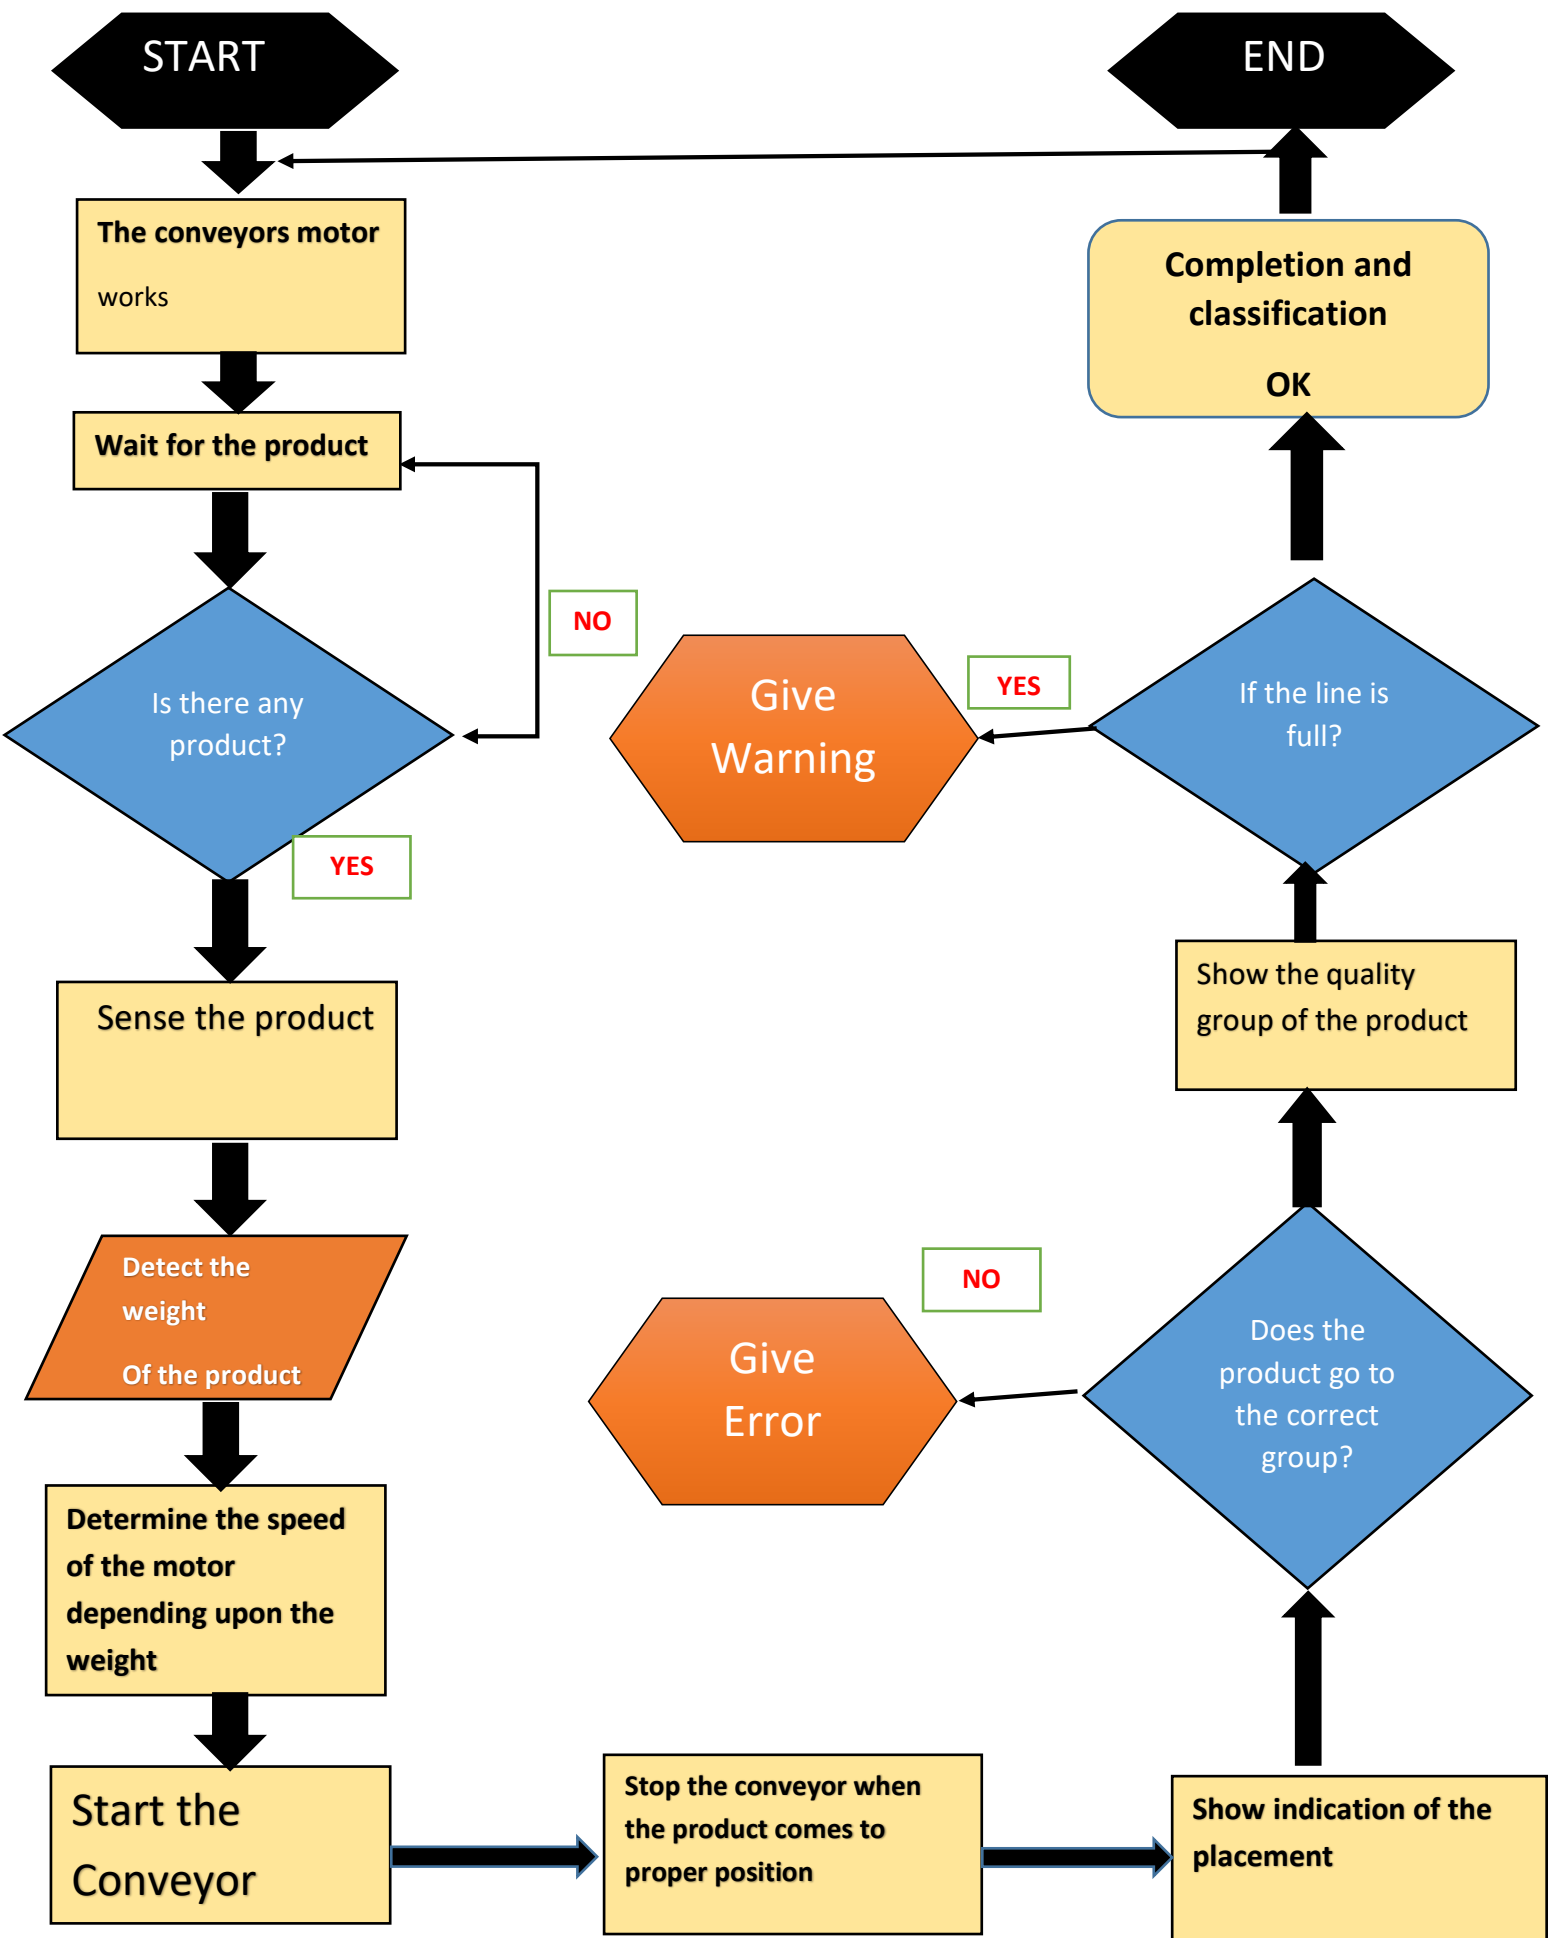 START
The conveyors motor
works
Wait for the product
NO
Is there any
product?
YES
Sense the product
Detect the
weight
Of the product
Determine the speed
of the motor
depending upon the
weight
Start the
Conveyor
Stop the conveyor when
the product comes to
proper position
Show indication of the
placement
Does the
product go to
the correct
group?
NO
Give
Error
Show the quality
group of the product
If the line is
full?
YES
Give
Warning
Completion and
classification
OK
END